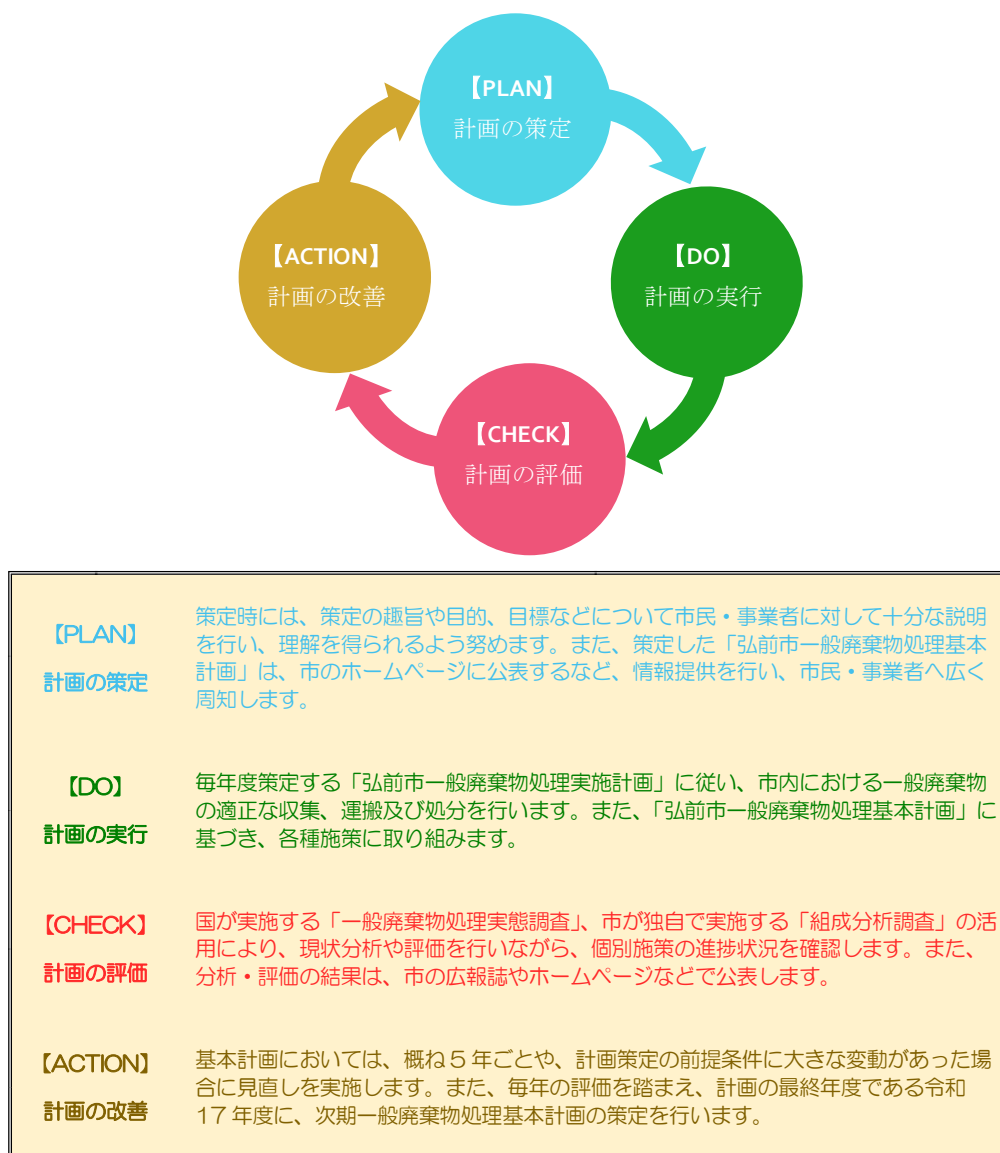 【PLAN】
計画の策定
【ACTION】
計画の改善
【DO】
計画の実行
【CHECK】
計画の評価
【PLAN】
計画の策定
策定時には、策定の趣旨や目的、目標などについて市民・事業者に対して十分な説明
を行い、理解を得られるよう努めます。また、策定した「弘前市一般廃棄物処理基本
計画」は、市のホームページに公表するなど、情報提供を行い、市民・事業者へ広く
周知します。
【DO】
計画の実行
毎年度策定する「弘前市一般廃棄物処理実施計画」に従い、市内における一般廃棄物
の適正な収集、運搬及び処分を行います。また、「弘前市一般廃棄物処理基本計画」に
基づき、各種施策に取り組みます。
【CHECK】
計画の評価
国が実施する「一般廃棄物処理実態調査」、市が独自で実施する「組成分析調査」の活
用により、現状分析や評価を行いながら、個別施策の進捗状況を確認します。また、
分析・評価の結果は、市の広報誌やホームページなどで公表します。
【ACTION】
計画の改善
基本計画においては、概ね５年ごとや、計画策定の前提条件に大きな変動があった場
合に見直しを実施します。また、毎年の評価を踏まえ、計画の最終年度である令和
17 年度に、次期一般廃棄物処理基本計画の策定を行います。